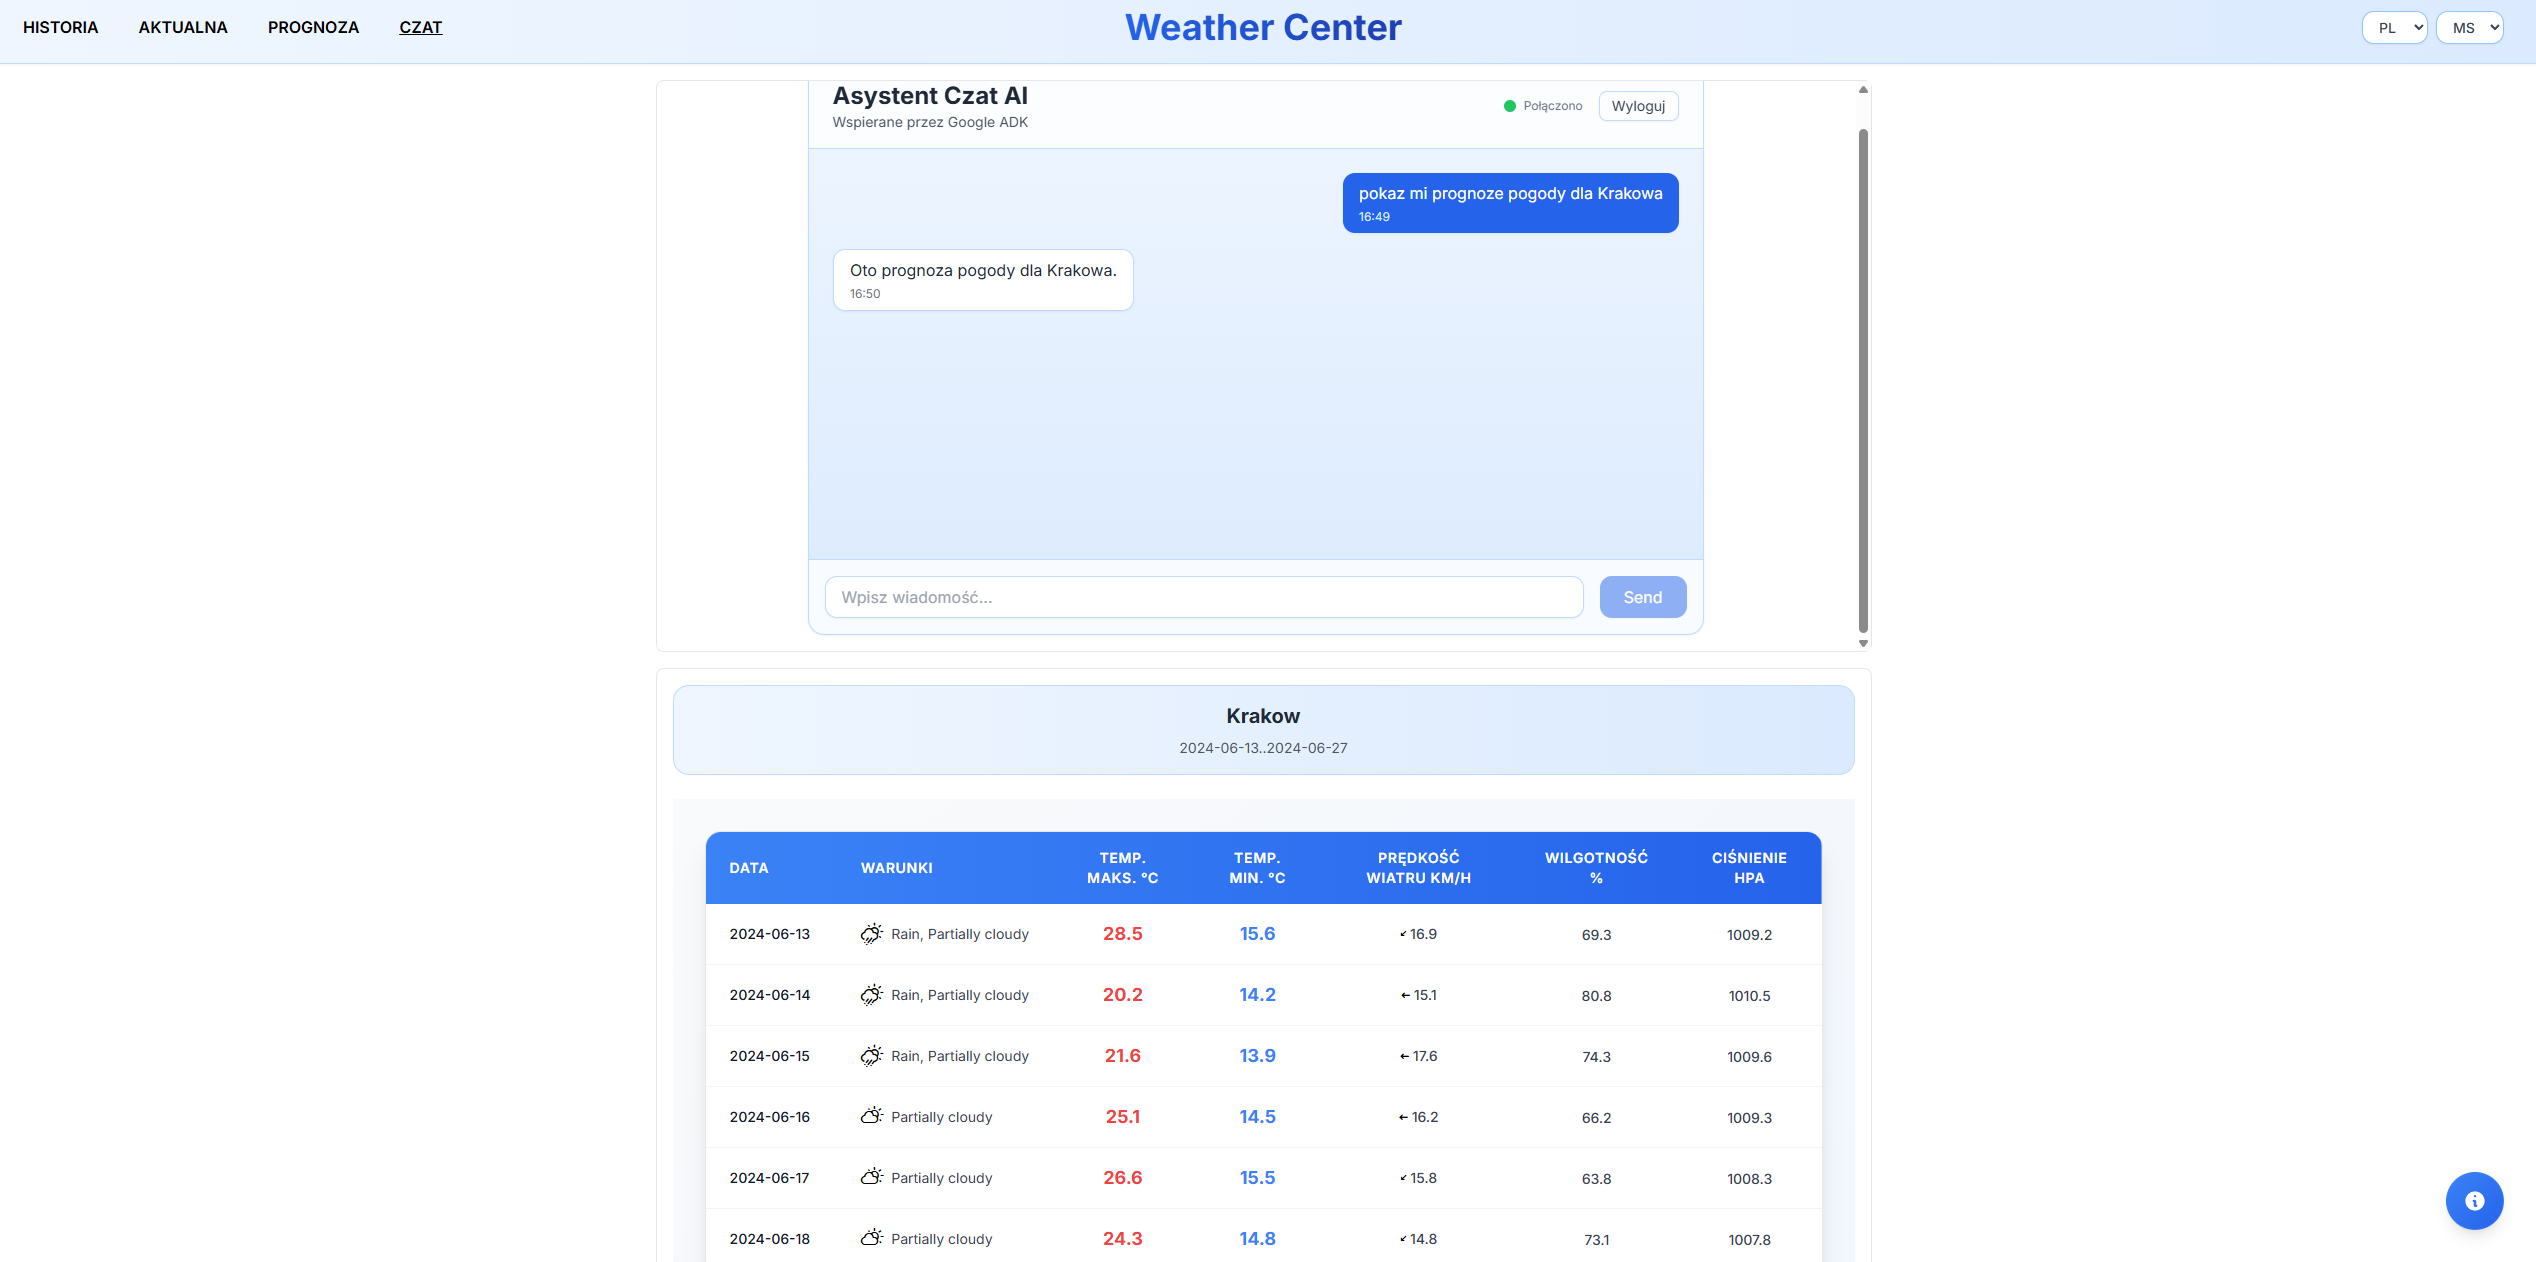 HISTORIA AKTUALNA PROGNOZA CZAT Weather Center PL MS
Asystent Czat AI
Wspierane przez Google ADK
Połączono Wyloguj
pokaz mi prognoze pogody dla Krakowa
16:49
Oto prognoza pogody dla Krakowa.
16:50
Wpisz wiadomość... Send
Krakow
2024-06-13..2024-06-27
DATA WARUNKI TEMP. MAKS. °C TEMP. MIN. °C PRĘDKOŚĆ WIATRU KM/H WILGOTNOŚĆ % CIŚNIENIE HPA
2024-06-13 Rain, Partially cloudy 28.5 15.6 ↙ 16.9 69.3 1009.2
2024-06-14 Rain, Partially cloudy 20.2 14.2 ← 15.1 80.8 1010.5
2024-06-15 Rain, Partially cloudy 21.6 13.9 ← 17.6 74.3 1009.6
2024-06-16 Partially cloudy 25.1 14.5 ← 16.2 66.2 1009.3
2024-06-17 Partially cloudy 26.6 15.5 ↙ 15.8 63.8 1008.3
2024-06-18 Partially cloudy 24.3 14.8 ↙ 14.8 73.1 1007.8